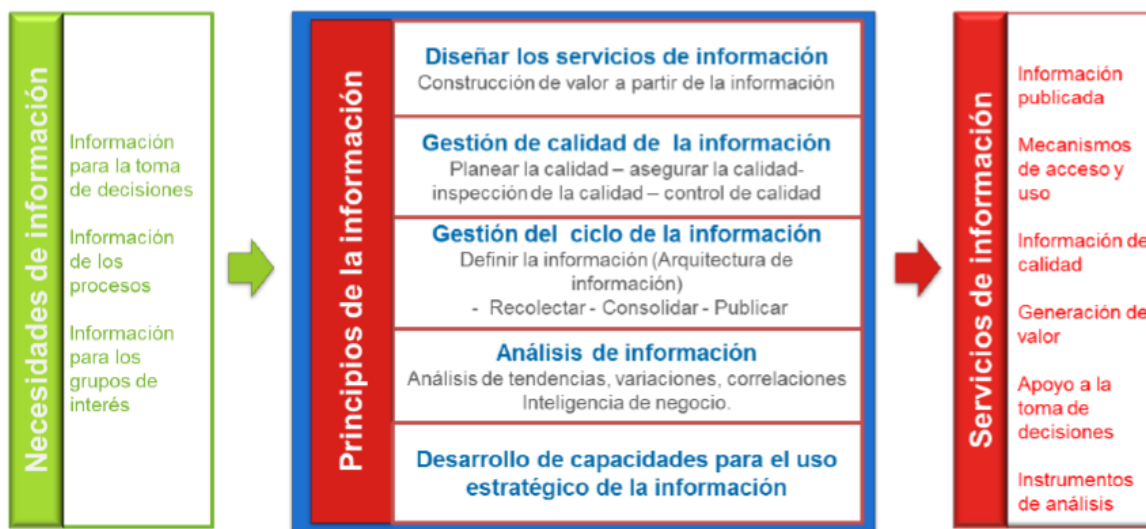 Necesidades de información
Información
para la toma
de decisiones
Información
de los
procesos
Información
para los
grupos de
interés
Principios de la información
Diseñar los servicios de información
Construcción de valor a partir de la información
Gestión de calidad de la información
Planear la calidad – asegurar la calidad-
inspección de la calidad – control de calidad
Gestión del ciclo de la información
Definir la información (Arquitectura de
información)
- Recolectar - Consolidar - Publicar
Análisis de información
Análisis de tendencias, variaciones, correlaciones
Inteligencia de negocio.
Desarrollo de capacidades para el uso
estratégico de la información
Servicios de información
Información
publicada
Mecanismos
de acceso y
uso
Información de
calidad
Generación de
valor
Apoyo a la
toma de
decisiones
Instrumentos
de análisis